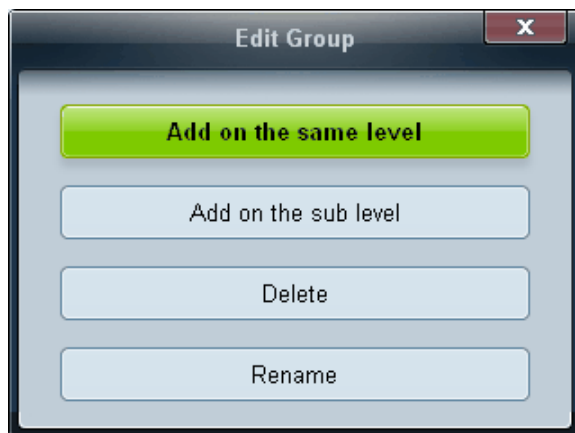 Edit Group
X
Add on the same level
Add on the sub level
Delete
Rename